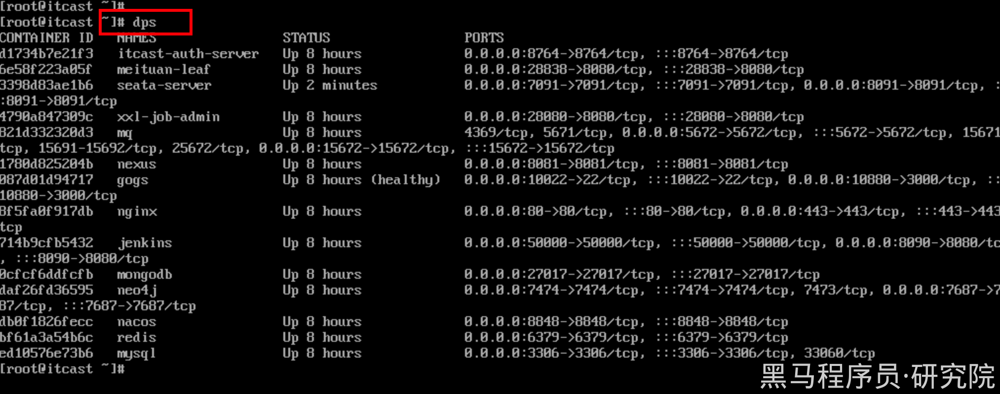 [root@itcast ~]#
[root@itcast ~]# dps
CONTAINER ID   NAMES                STATUS                 PORTS
d1734b7e21f3   itcast-auth-server   Up 8 hours             0.0.0.0:8764->8764/tcp, :::8764->8764/tcp
6e58f223a05f   meituan-leaf         Up 8 hours             0.0.0.0:28838->8080/tcp, :::28838->8080/tcp
3398d83ae1b6   seata-server         Up 2 minutes           0.0.0.0:7091->7091/tcp, :::7091->7091/tcp, 0.0.0.0:8091->8091/tcp, :
:8091->8091/tcp
4790a847309c   xxl-job-admin        Up 8 hours             0.0.0.0:28080->8080/tcp, :::28080->8080/tcp
821d332320d3   mq                   Up 8 hours             4369/tcp, 5671/tcp, 0.0.0.0:5672->5672/tcp, :::5672->5672/tcp, 15671
tcp, 15691-15692/tcp, 25672/tcp, 0.0.0.0:15672->15672/tcp, :::15672->15672/tcp
1780d825204b   nexus                Up 8 hours             0.0.0.0:8081->8081/tcp, :::8081->8081/tcp
087d01d94717   gogs                 Up 8 hours (healthy)   0.0.0.0:10022->22/tcp, :::10022->22/tcp, 0.0.0.0:10880->3000/tcp, ::
10880->3000/tcp
8f5fa0f917db   nginx                Up 8 hours             0.0.0.0:80->80/tcp, :::80->80/tcp, 0.0.0.0:443->443/tcp, :::443->443
tcp
714b9cfb5432   jenkins              Up 8 hours             0.0.0.0:50000->50000/tcp, :::50000->50000/tcp, 0.0.0.0:8090->8080/tc
, :::8090->8080/tcp
0cfcf6ddfcfb   mongodb              Up 8 hours             0.0.0.0:27017->27017/tcp, :::27017->27017/tcp
daf26fd36595   neo4j                Up 8 hours             0.0.0.0:7474->7474/tcp, :::7474->7474/tcp, 7473/tcp, 0.0.0.0:7687->7
87/tcp, :::7687->7687/tcp
db0f1826fecc   nacos                Up 8 hours             0.0.0.0:8848->8848/tcp, :::8848->8848/tcp
bf61a3a54b6c   redis                Up 8 hours             0.0.0.0:6379->6379/tcp, :::6379->6379/tcp
ed10576e73b6   mysql                Up 8 hours             0.0.0.0:3306->3306/tcp, :::3306->3306/tcp, 33060/tcp
[root@itcast ~]#
黑马程序员·研究院